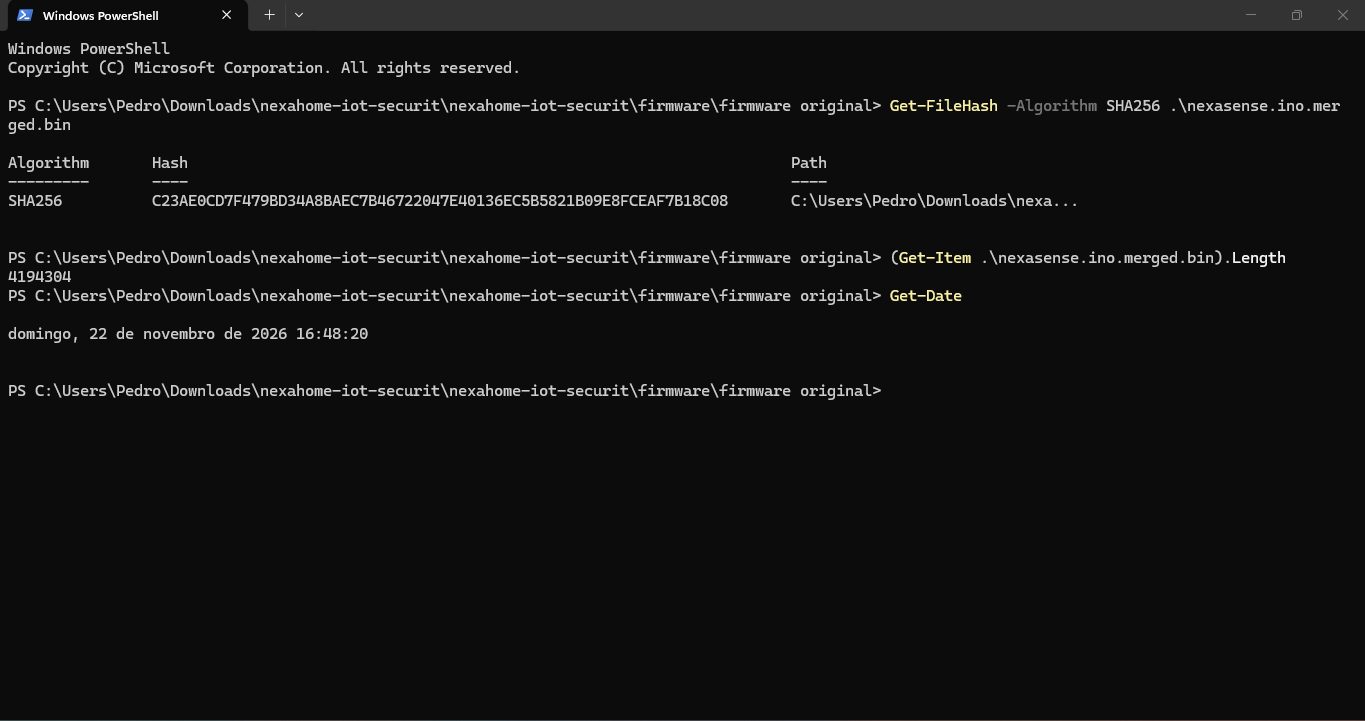 Windows PowerShell
Windows PowerShell
Copyright (C) Microsoft Corporation. All rights reserved.
PS C:\Users\Pedro\Downloads\nexahome-iot-securit\nexahome-iot-securit\firmware\firmware original> Get-FileHash -Algorithm SHA256 .\nexasense.ino.mer
ged.bin
Algorithm Hash Path
--------- ---- ----
SHA256 C23AE0CD7F479BD34A8BAEC7B46722047E40136EC5B5821B09E8FCEAF7B18C08 C:\Users\Pedro\Downloads\nexa...
PS C:\Users\Pedro\Downloads\nexahome-iot-securit\nexahome-iot-securit\firmware\firmware original> (Get-Item .\nexasense.ino.merged.bin).Length
4194304
PS C:\Users\Pedro\Downloads\nexahome-iot-securit\nexahome-iot-securit\firmware\firmware original> Get-Date
domingo, 22 de novembro de 2026 16:48:20
PS C:\Users\Pedro\Downloads\nexahome-iot-securit\nexahome-iot-securit\firmware\firmware original>